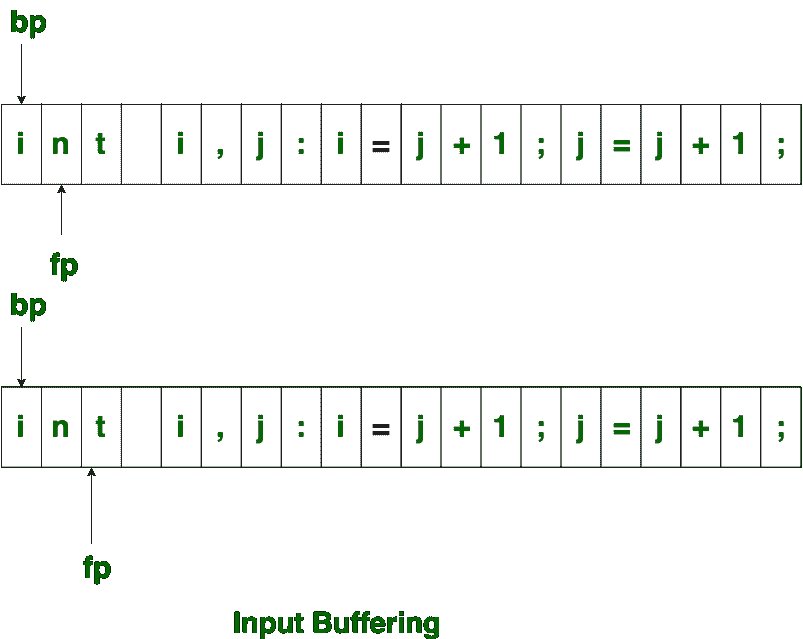 bp
i n t i , j : i = j + 1 ; j = j + 1 ;
fp
bp
i n t i , j : i = j + 1 ; j = j + 1 ;
fp
Input Buffering